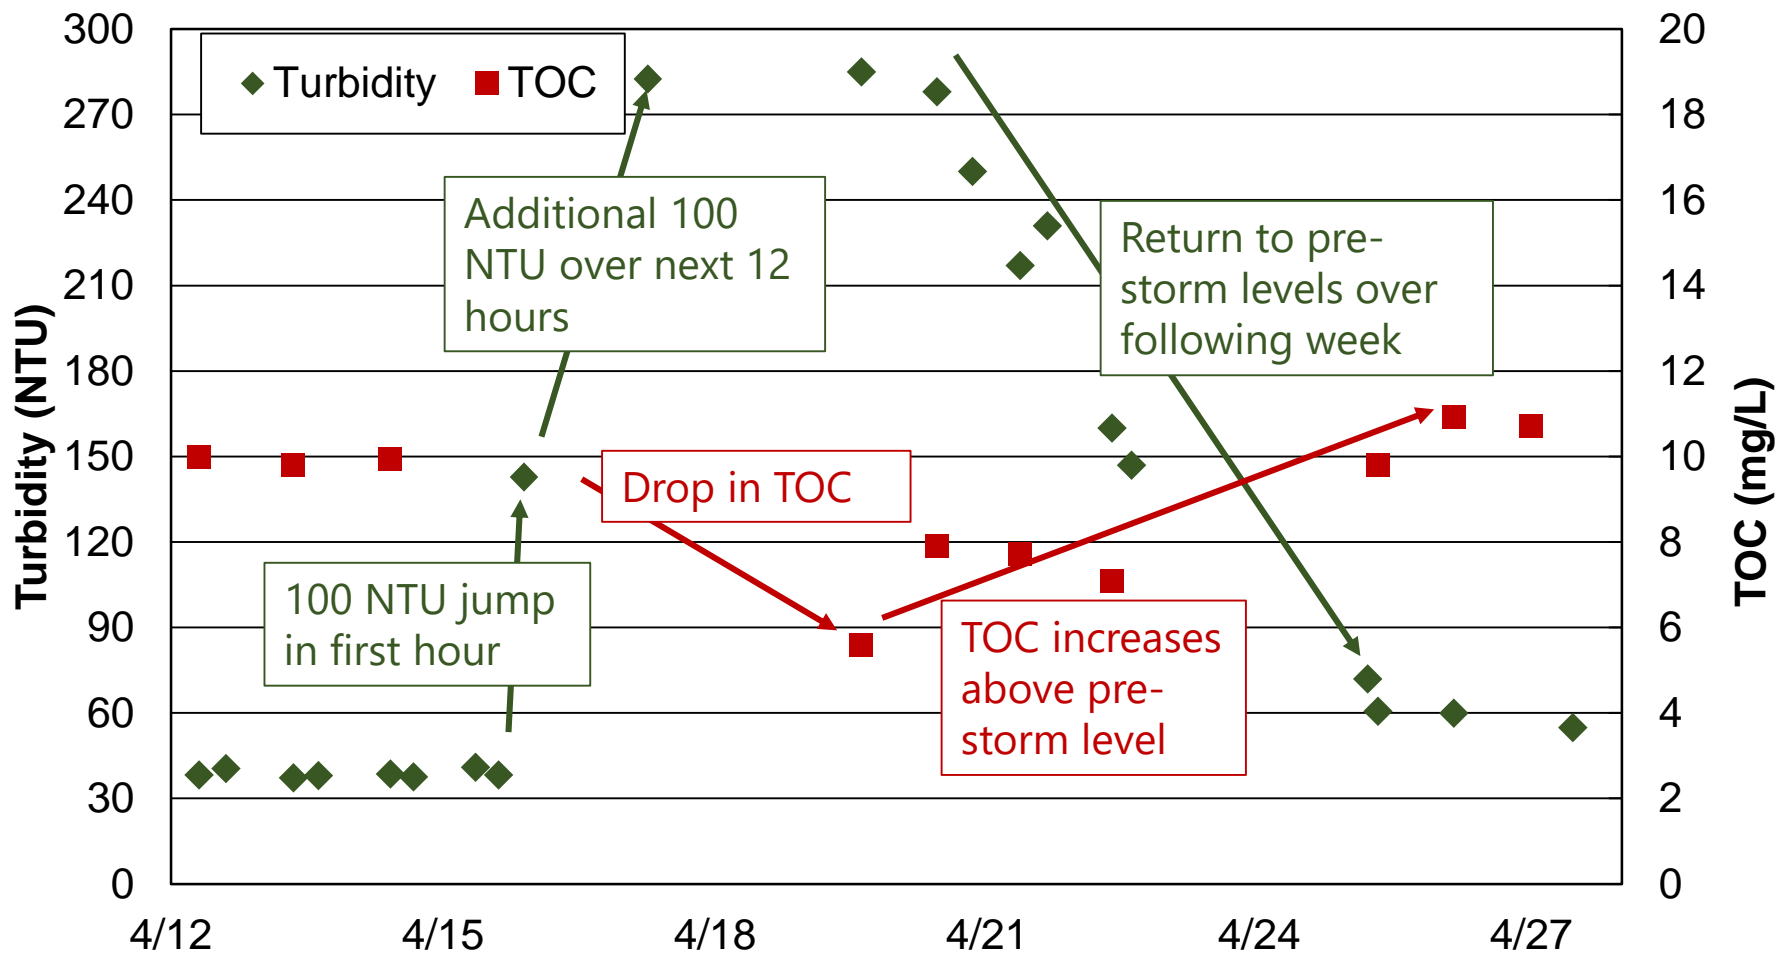 Turbidity TOC
300
270
240
210
180
150
120
90
60
30
0
Turbidity (NTU)
20
18
16
14
12
10
8
6
4
2
0
TOC (mg/L)
4/12 4/15 4/18 4/21 4/24 4/27
Additional 100
NTU over next 12
hours
Return to pre-
storm levels over
following week
Drop in TOC
100 NTU jump
in first hour
TOC increases
above pre-
storm level